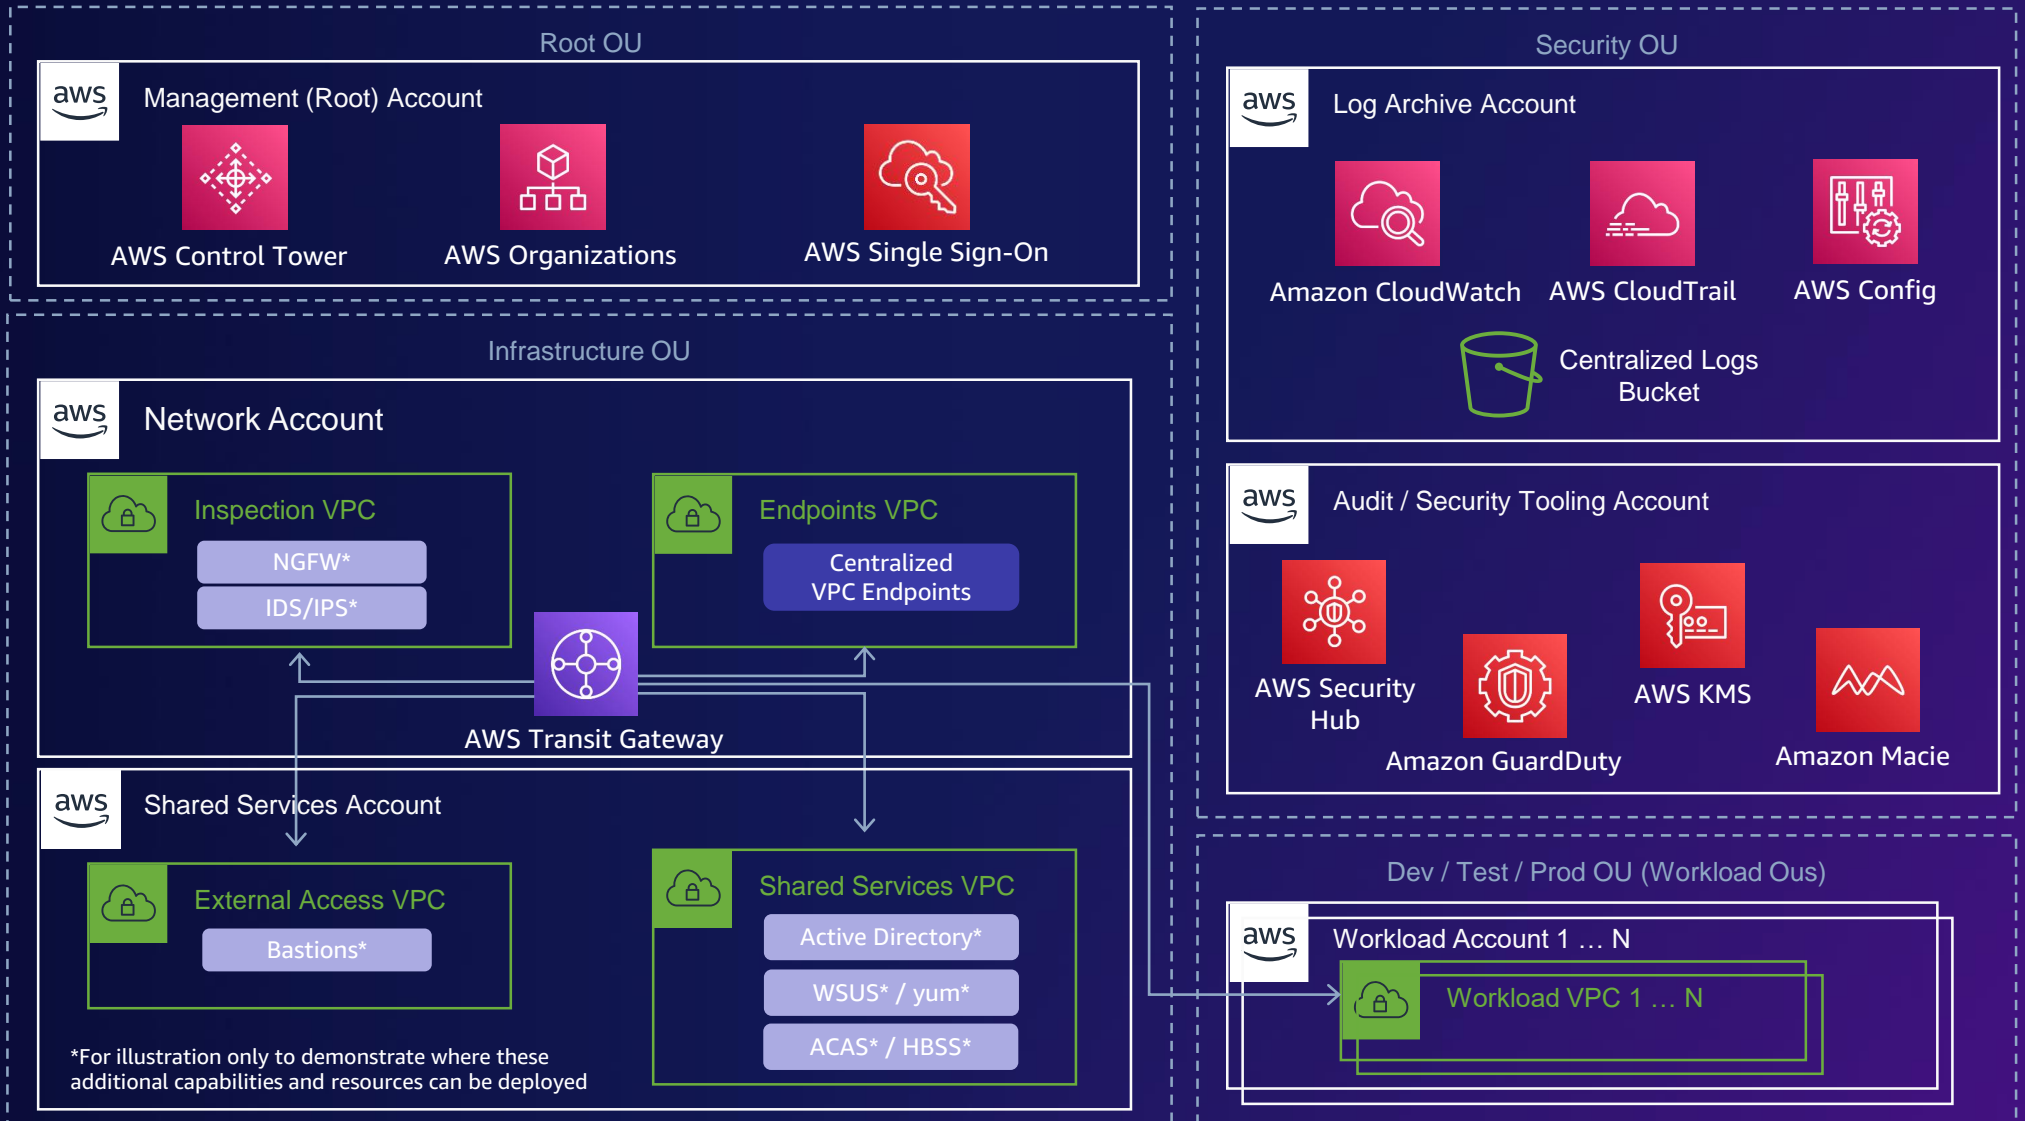 Root OU
aws
Management (Root) Account
AWS Control Tower
AWS Organizations
AWS Single Sign-On
Infrastructure OU
aws
Network Account
Inspection VPC
NGFW*
IDS/IPS*
Endpoints VPC
Centralized
VPC Endpoints
AWS Transit Gateway
aws
Shared Services Account
External Access VPC
Bastions*
Shared Services VPC
Active Directory*
WSUS* / yum*
ACAS* / HBSS*
*For illustration only to demonstrate where these
additional capabilities and resources can be deployed
Security OU
aws
Log Archive Account
Amazon CloudWatch
AWS CloudTrail
AWS Config
Centralized Logs
Bucket
aws
Audit / Security Tooling Account
AWS Security
Hub
Amazon GuardDuty
AWS KMS
Amazon Macie
Dev / Test / Prod OU (Workload Ous)
aws
Workload Account 1 … N
Workload VPC 1 … N